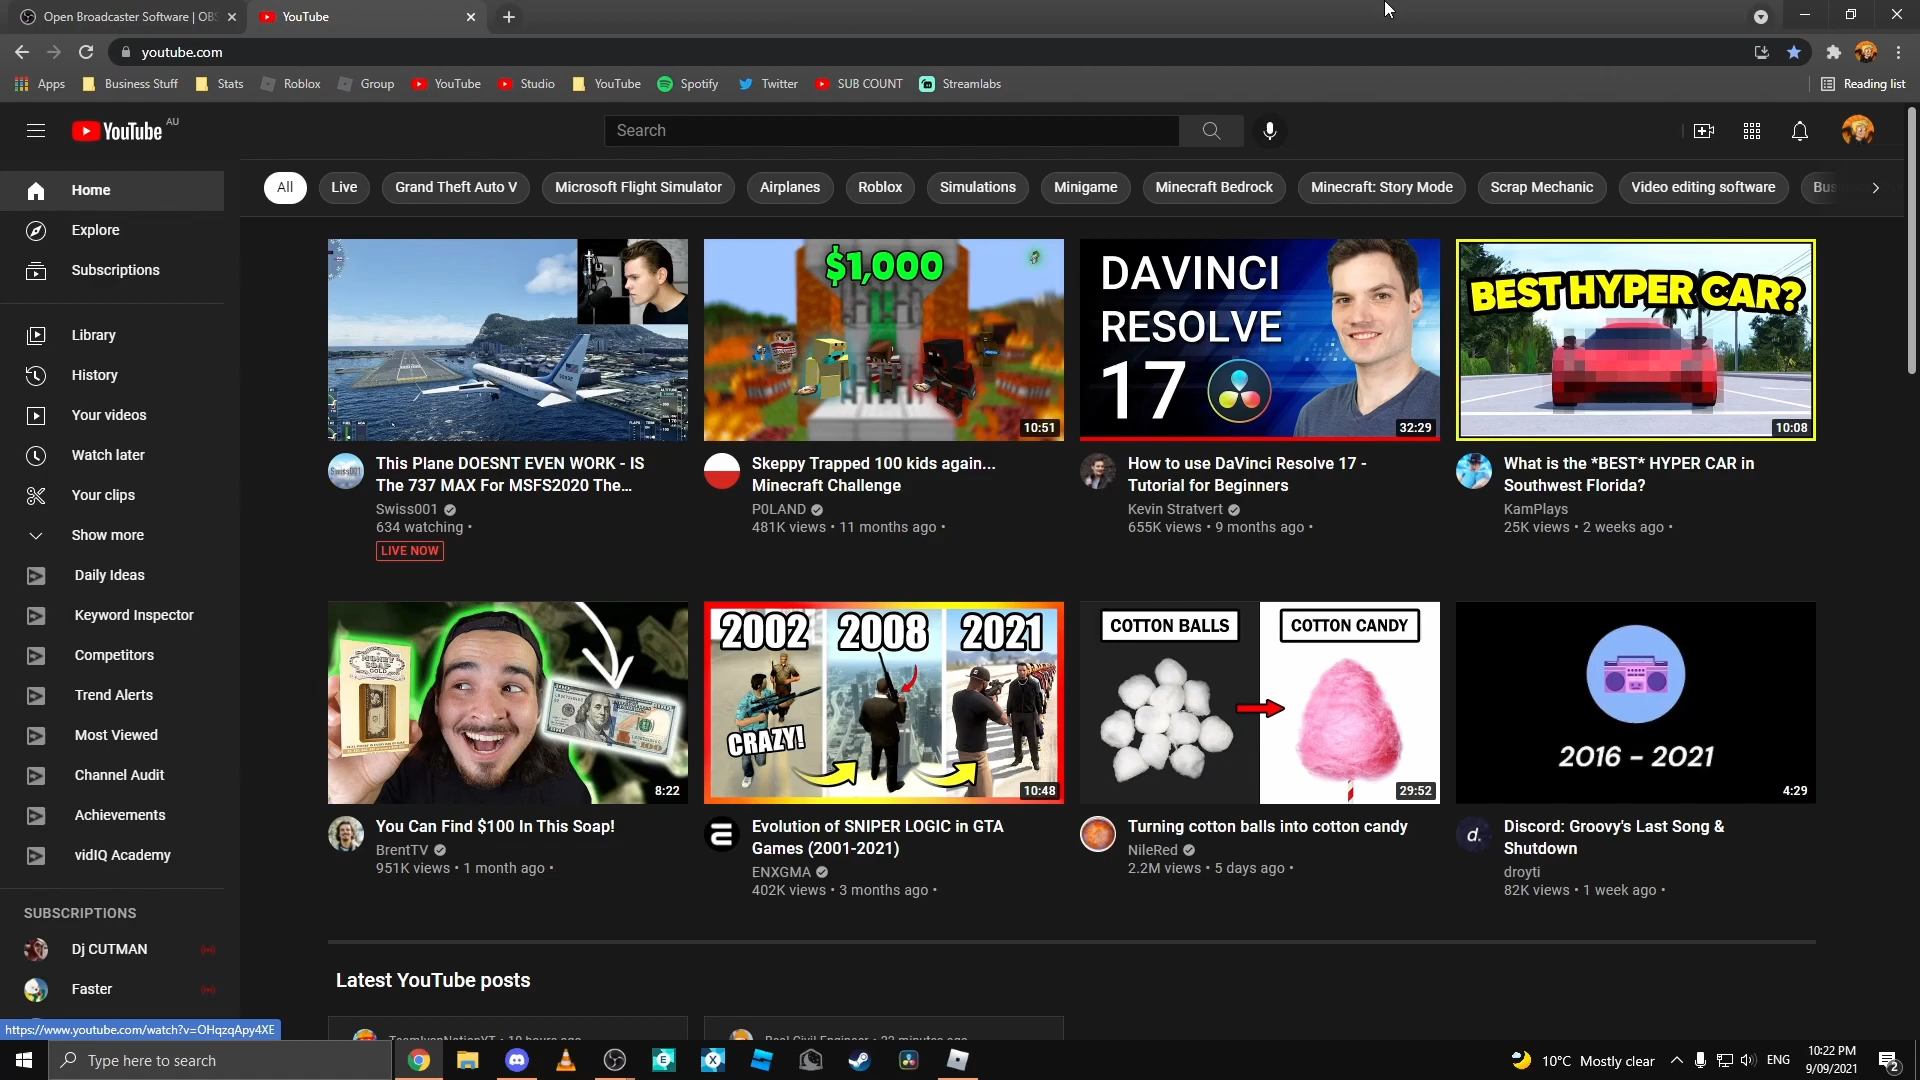 Open Broadcaster Software | OBS
YouTube
youtube.com
Apps
Business Stuff
Stats
Roblox
Group
YouTube
Studio
YouTube
Spotify
Twitter
SUB COUNT
Streamlabs
Reading list
YouTube AU
Search
Home
Explore
Subscriptions
Library
History
Your videos
Watch later
Your clips
Show more
Daily Ideas
Keyword Inspector
Competitors
Trend Alerts
Most Viewed
Channel Audit
Achievements
vidIQ Academy
SUBSCRIPTIONS
Dj CUTMAN
Faster
All
Live
Grand Theft Auto V
Microsoft Flight Simulator
Airplanes
Roblox
Simulations
Minigame
Minecraft Bedrock
Minecraft: Story Mode
Scrap Mechanic
Video editing software
This Plane DOESNT EVEN WORK - IS
The 737 MAX For MSFS2020 The...
Swiss001
634 watching •
LIVE NOW
$1,000
10:51
Skeppy Trapped 100 kids again...
Minecraft Challenge
P0LAND
481K views • 11 months ago •
DAVINCI
RESOLVE
17
32:29
How to use DaVinci Resolve 17 -
Tutorial for Beginners
Kevin Stratvert
655K views • 9 months ago •
BEST HYPER CAR?
10:08
What is the *BEST* HYPER CAR in
Southwest Florida?
KamPlays
25K views • 2 weeks ago •
8:22
You Can Find $100 In This Soap!
BrentTV
951K views • 1 month ago •
2002
2008
2021
CRAZY!
10:48
Evolution of SNIPER LOGIC in GTA
Games (2001-2021)
ENXGMA
402K views • 3 months ago •
COTTON BALLS
COTTON CANDY
29:52
Turning cotton balls into cotton candy
NileRed
2.2M views • 5 days ago •
2016 – 2021
4:29
d.
Discord: Groovy's Last Song &
Shutdown
droyti
82K views • 1 week ago •
Latest YouTube posts
https://www.youtube.com/watch?v=OHqzqApy4XE
Type here to search
10°C Mostly clear
ENG
10:22 PM
9/09/2021
2